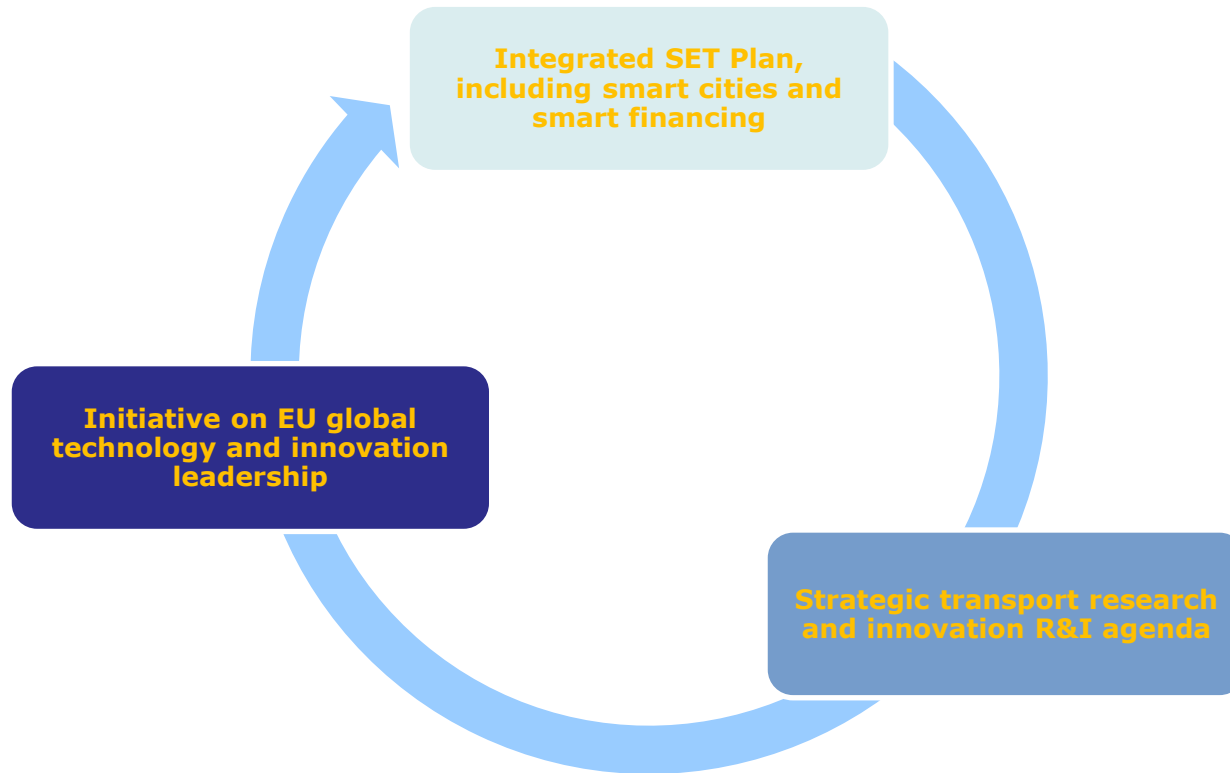 Integrated SET Plan,
including smart cities and
smart financing
Initiative on EU global
technology and innovation
leadership
Strategic transport research
and innovation R&I agenda